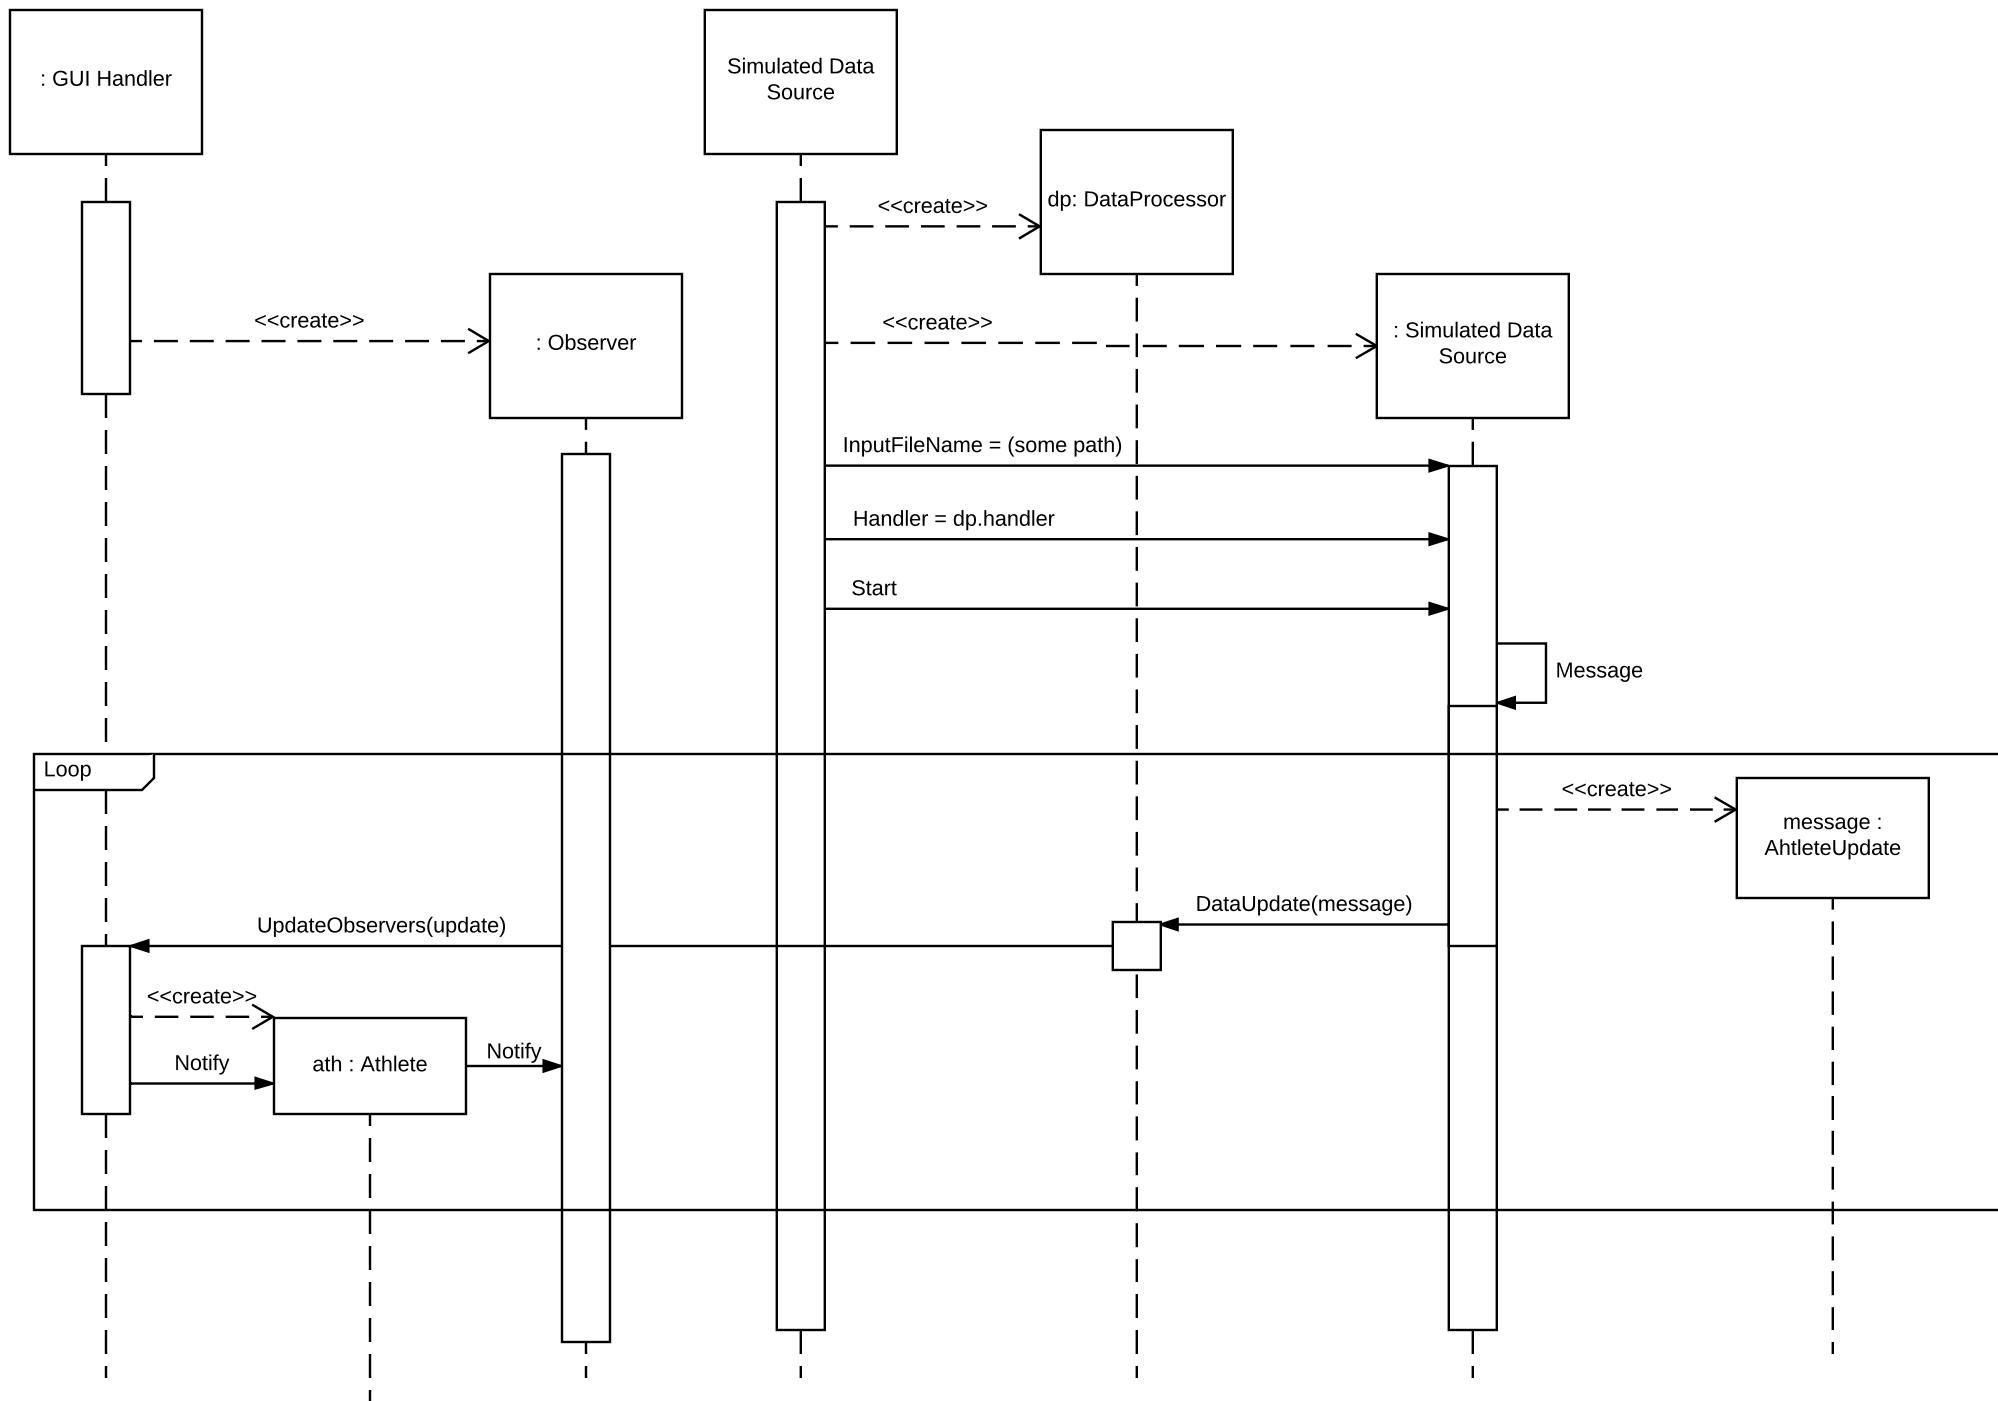 : GUI Handler
Simulated Data
Source
dp: DataProcessor
<<create>>
<<create>>
: Observer
<<create>>
: Simulated Data
Source
InputFileName = (some path)
Handler = dp.handler
Start
Message
Loop
<<create>>
message :
AhtleteUpdate
DataUpdate(message)
UpdateObservers(update)
<<create>>
Notify
ath : Athlete
Notify